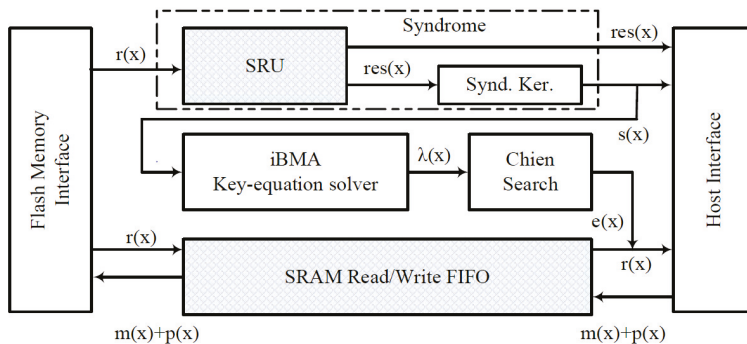 Syndrome
r(x)
SRU
res(x)
res(x)
Synd. Ker.
s(x)
Flash Memory
Interface
iBMA
Key-equation solver
λ(x)
Chien
Search
Host Interface
e(x)
r(x)
SRAM Read/Write FIFO
r(x)
m(x)+p(x)
m(x)+p(x)